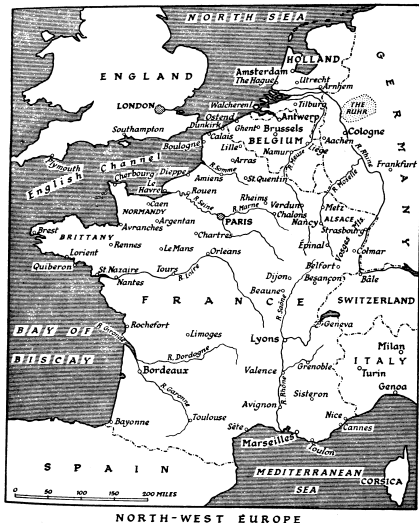 NORTH SEA
HOLLAND
Amsterdam
The Hague
Utrecht
Arnhem
GERMANY
ENGLAND
LONDON
Walcheren
Tilburg
THE RUHR
Ostend
Antwerp
Southampton
Dunkirk
Ghent
Brussels
Cologne
Calais
BELGIUM
Aachen
Plymouth
Boulogne
Lille
Namur
Liège
R. Meuse
R. Rhine
English Channel
Arras
Frankfurt
Cherbourg
Dieppe
R. Somme
Amiens
St. Quentin
R. Moselle
Le Havre
Rouen
Caen
R. Seine
Rheims
Verdun
Metz
NORMANDY
R. Marne
Chalons
ALSACE
PARIS
Nancy
Strasbourg
Brest
Argentan
Avranches
Chartres
BRITTANY
Rennes
Le Mans
Orleans
Épinal
Vosges Mts
Colmar
Lorient
Quiberon
St Nazaire
Tours
R. Loire
Belfort
Nantes
Dijon
Besançon
Bâle
Beaune
R. Saône
FRANCE
SWITZERLAND
BAY OF BISCAY
R. Gironde
Rochefort
Limoges
Geneva
Lyons
Milan
ITALY
R. Dordogne
Bordeaux
Valence
Grenoble
Turin
R. Garonne
R. Rhône
Sisteron
Genoa
Avignon
Bayonne
Toulouse
Nice
Cannes
Sète
Marseilles
Toulon
SPAIN
MEDITERRANEAN SEA
CORSICA
0 50 100 150 200 MILES
NORTH-WEST EUROPE